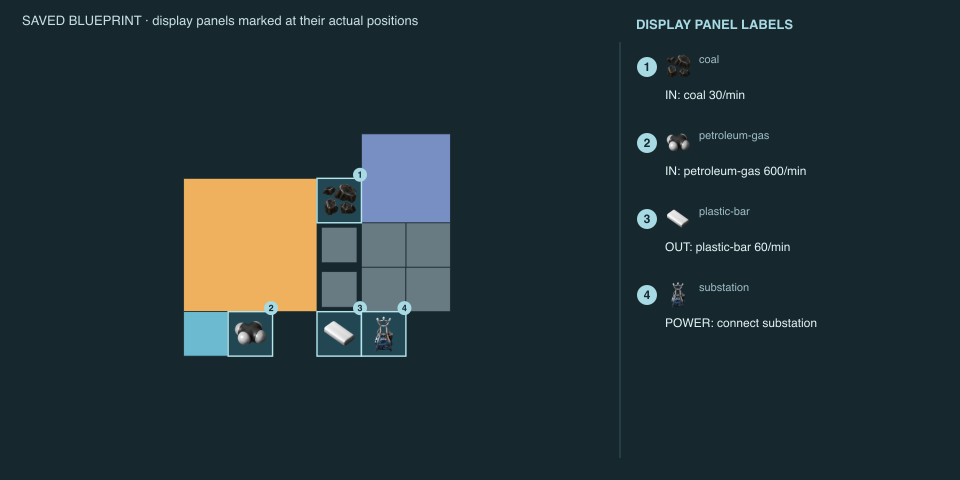 SAVED BLUEPRINT · display panels marked at their actual positions
1
2
3
4
DISPLAY PANEL LABELS
1
coal
IN: coal 30/min
2
petroleum-gas
IN: petroleum-gas 600/min
3
plastic-bar
OUT: plastic-bar 60/min
4
substation
POWER: connect substation